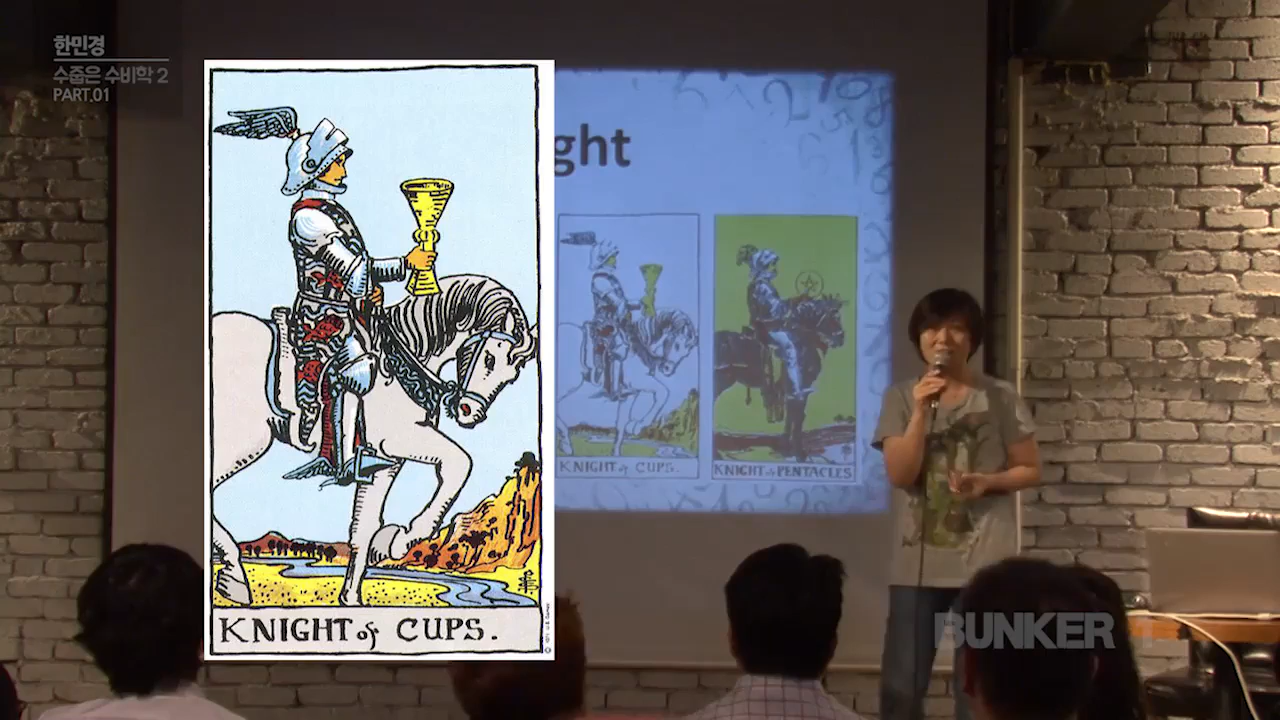 한민경
수줍은 수비학 2
PART.01
ght
KNIGHT of CUPS.
KNIGHT of CUPS.
KNIGHT of PENTACLES
BUNKER 1